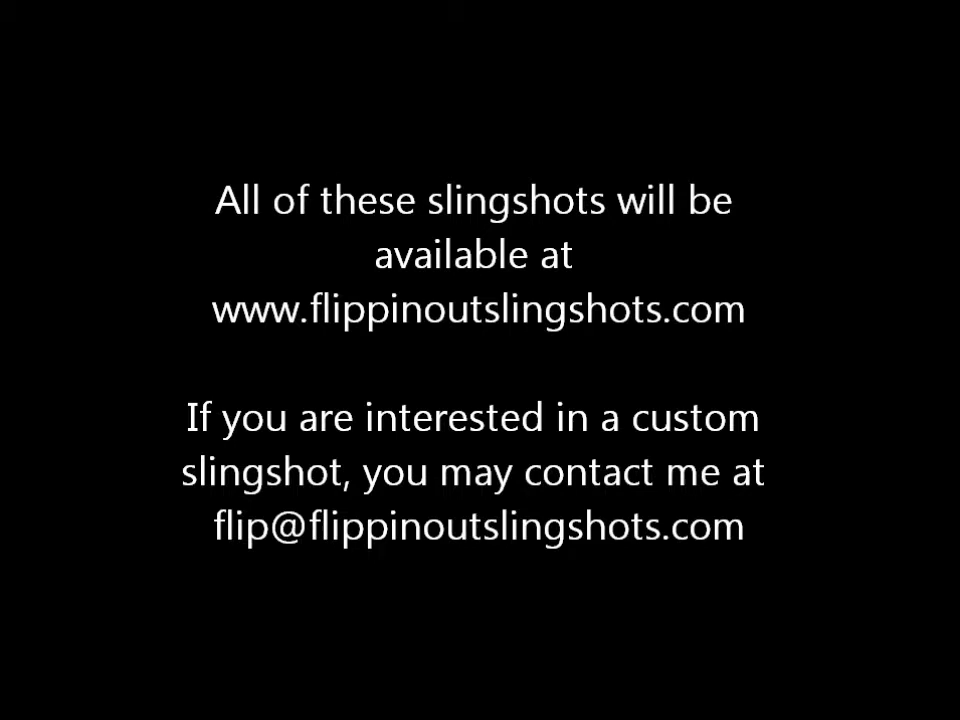 All of these slingshots will be
available at
www.flippinoutslingshots.com
If you are interested in a custom
slingshot, you may contact me at
flip@flippinoutslingshots.com